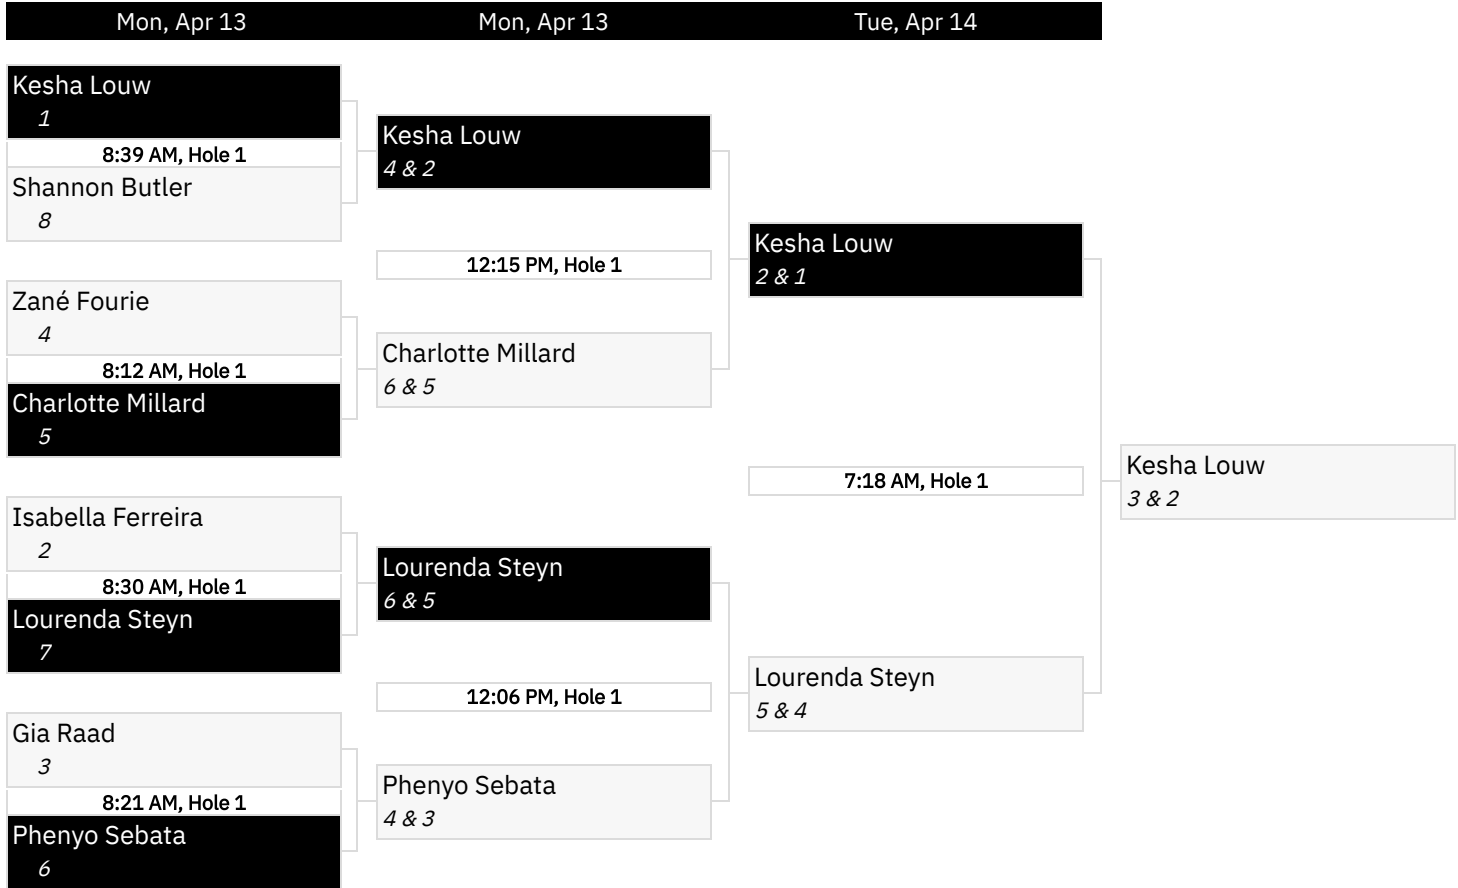 Mon, Apr 13
Mon, Apr 13
Tue, Apr 14
Kesha Louw
1
8:39 AM, Hole 1
Shannon Butler
8
Zané Fourie
4
8:12 AM, Hole 1
Charlotte Millard
5
Isabella Ferreira
2
8:30 AM, Hole 1
Lourenda Steyn
7
Gia Raad
3
8:21 AM, Hole 1
Phenyo Sebata
6
Kesha Louw
4 & 2
12:15 PM, Hole 1
Charlotte Millard
6 & 5
Lourenda Steyn
6 & 5
12:06 PM, Hole 1
Phenyo Sebata
4 & 3
Kesha Louw
2 & 1
7:18 AM, Hole 1
Lourenda Steyn
5 & 4
Kesha Louw
3 & 2